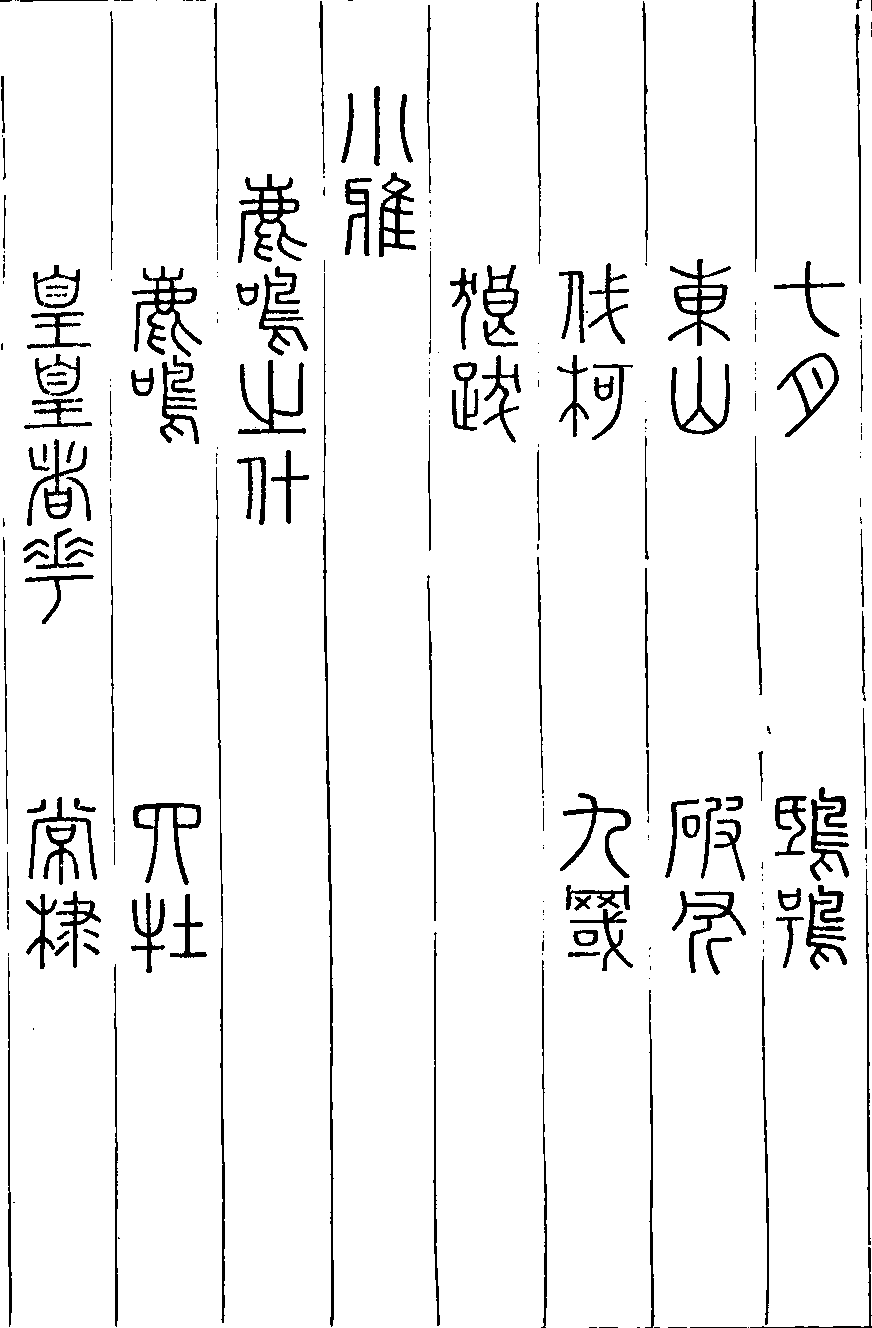 七月 鴟鴞
東山 破斧
伐柯 九罭
狼跋
小雅
鹿鳴之什
鹿鳴 四牡
皇皇者華 常棣